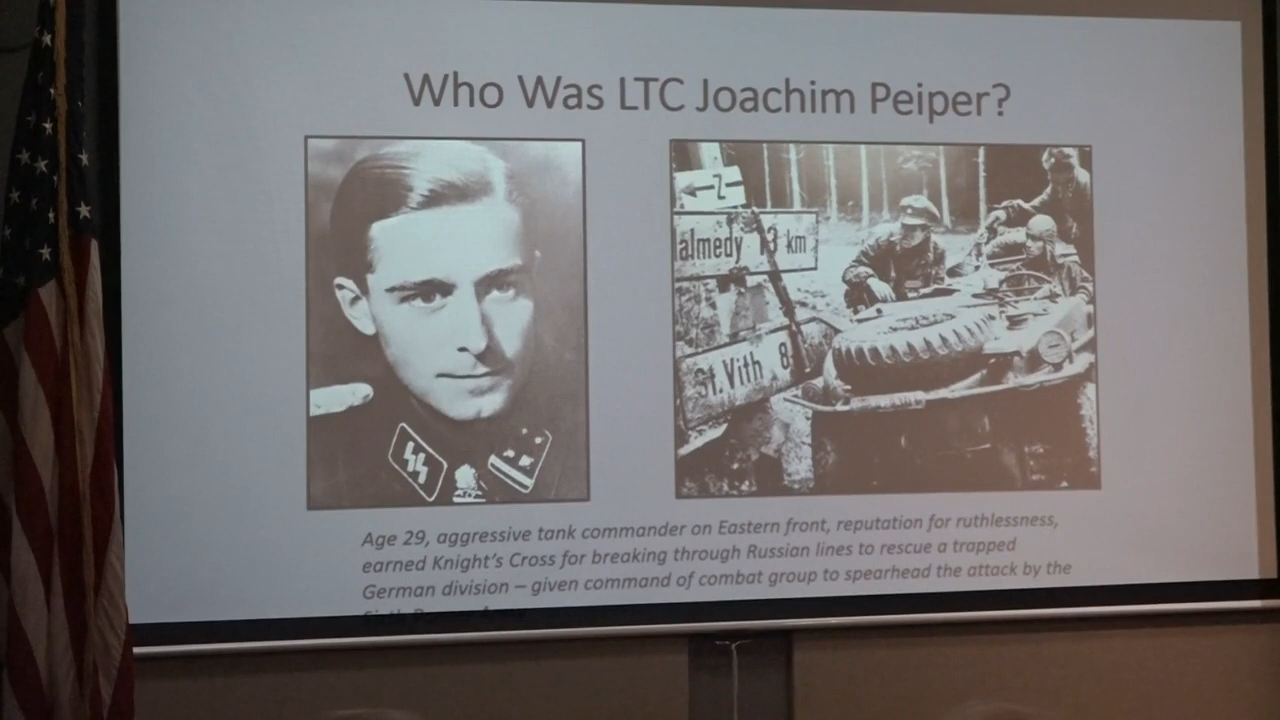 Who Was LTC Joachim Peiper?
2
almedy 13 km
St. Vith 8
Age 29, aggressive tank commander on Eastern front, reputation for ruthlessness,
earned Knight's Cross for breaking through Russian lines to rescue a trapped
German division – given command of combat group to spearhead the attack by the